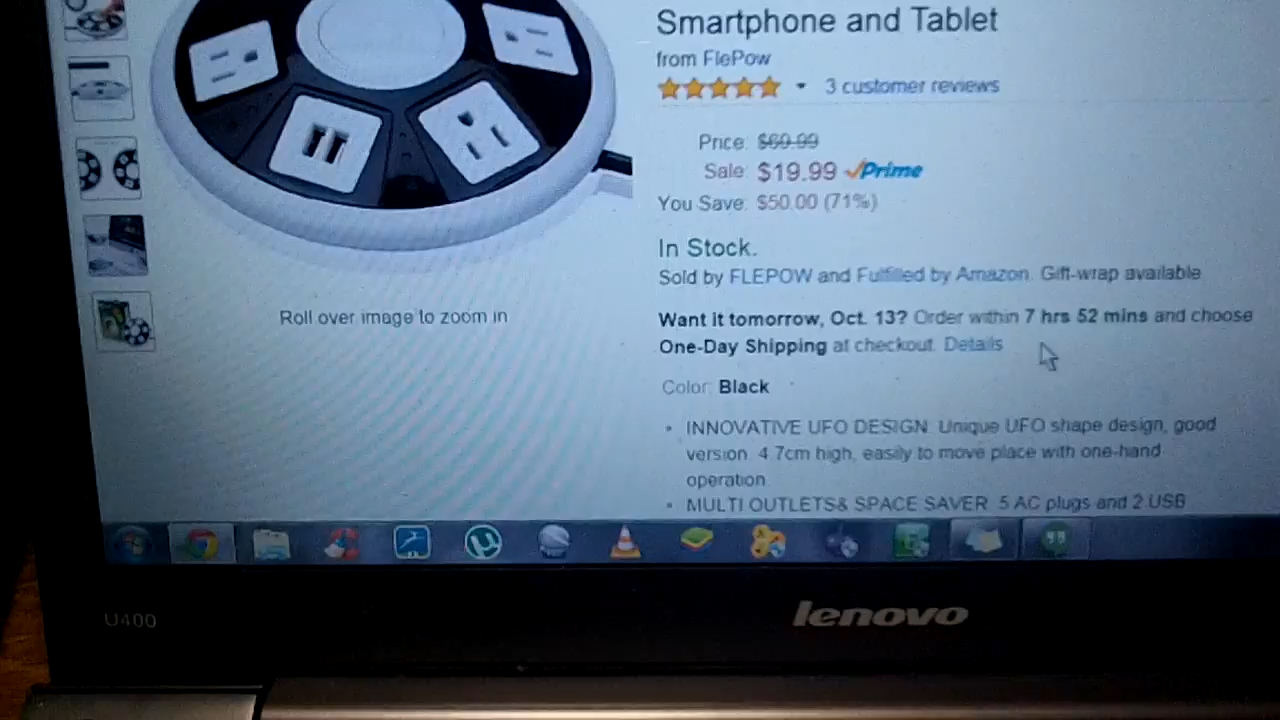 Smartphone and Tablet
from FlePow
3 customer reviews
Price: $69.99
Sale: $19.99 Prime
You Save: $50.00 (71%)
In Stock.
Sold by FLEPOW and Fulfilled by Amazon. Gift-wrap available
Want it tomorrow, Oct. 13? Order within 7 hrs 52 mins and choose
One-Day Shipping at checkout. Details
Color: Black
INNOVATIVE UFO DESIGN Unique UFO shape design, good
version 4.7cm high, easily to move place with one-hand
operation
MULTI OUTLETS& SPACE SAVER 5 AC plugs and 2 USB
Roll over image to zoom in
U400
lenovo